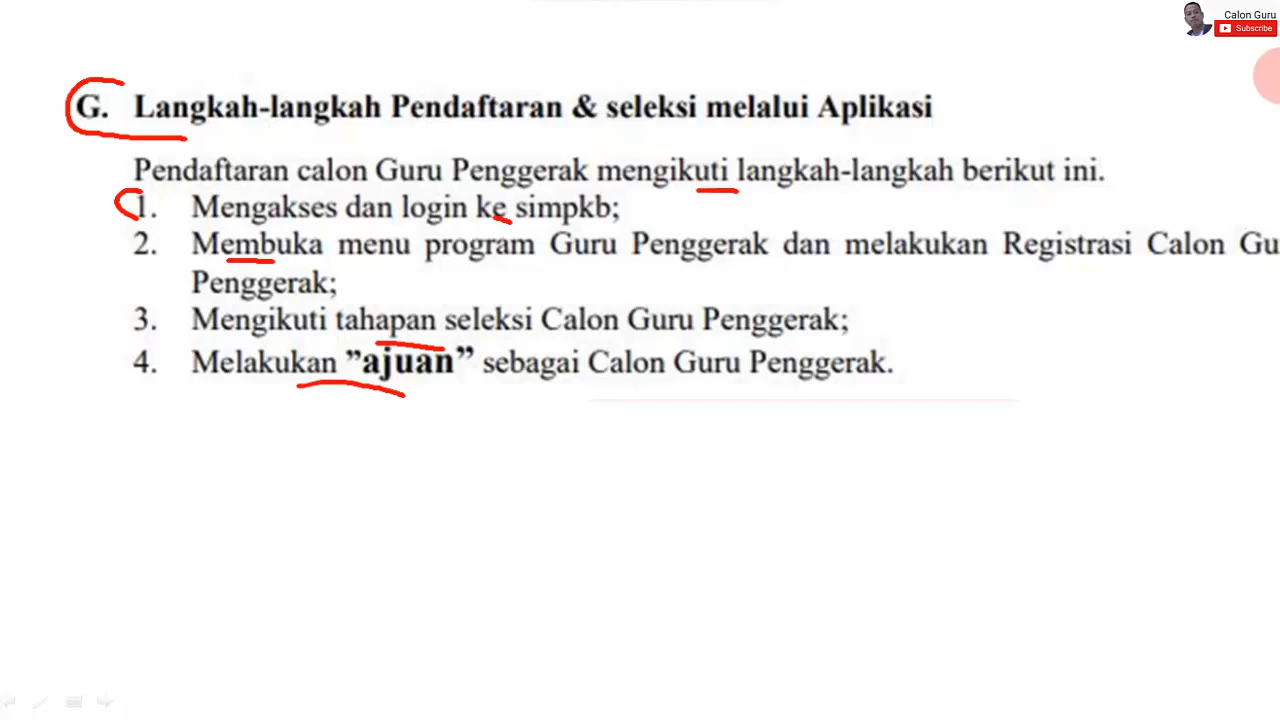 Calon Guru
Subscribe
G. Langkah-langkah Pendaftaran & seleksi melalui Aplikasi
Pendaftaran calon Guru Penggerak mengikuti langkah-langkah berikut ini.
1. Mengakses dan login ke simpkb;
2. Membuka menu program Guru Penggerak dan melakukan Registrasi Calon Gu
Penggerak;
3. Mengikuti tahapan seleksi Calon Guru Penggerak;
4. Melakukan ”ajuan” sebagai Calon Guru Penggerak.